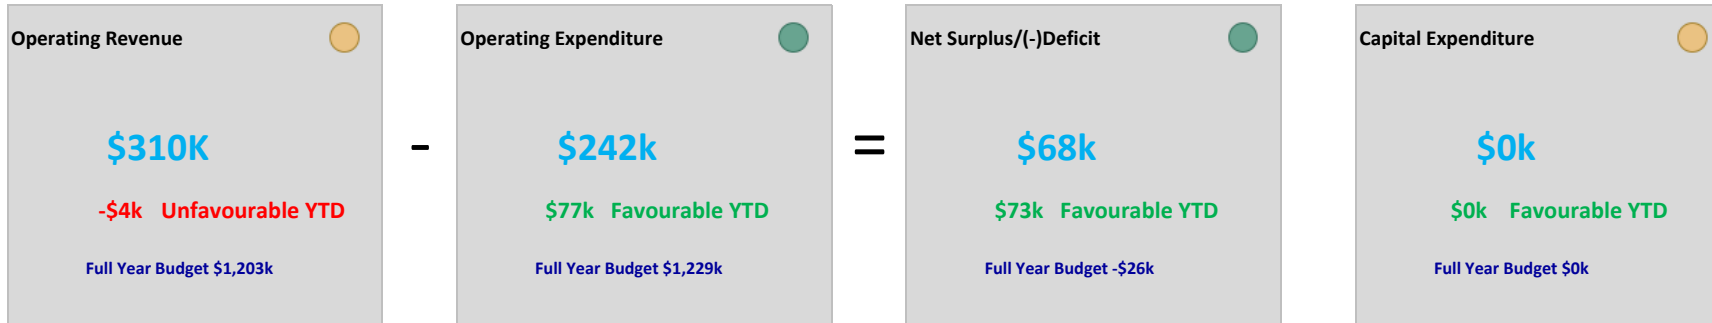 Operating Revenue
$310K
-$4k Unfavourable YTD
Full Year Budget $1,203k
-
Operating Expenditure
$242k
$77k Favourable YTD
Full Year Budget $1,229k
=
Net Surplus/(-)Deficit
$68k
$73k Favourable YTD
Full Year Budget -$26k
Capital Expenditure
$0k
$0k Favourable YTD
Full Year Budget $0k